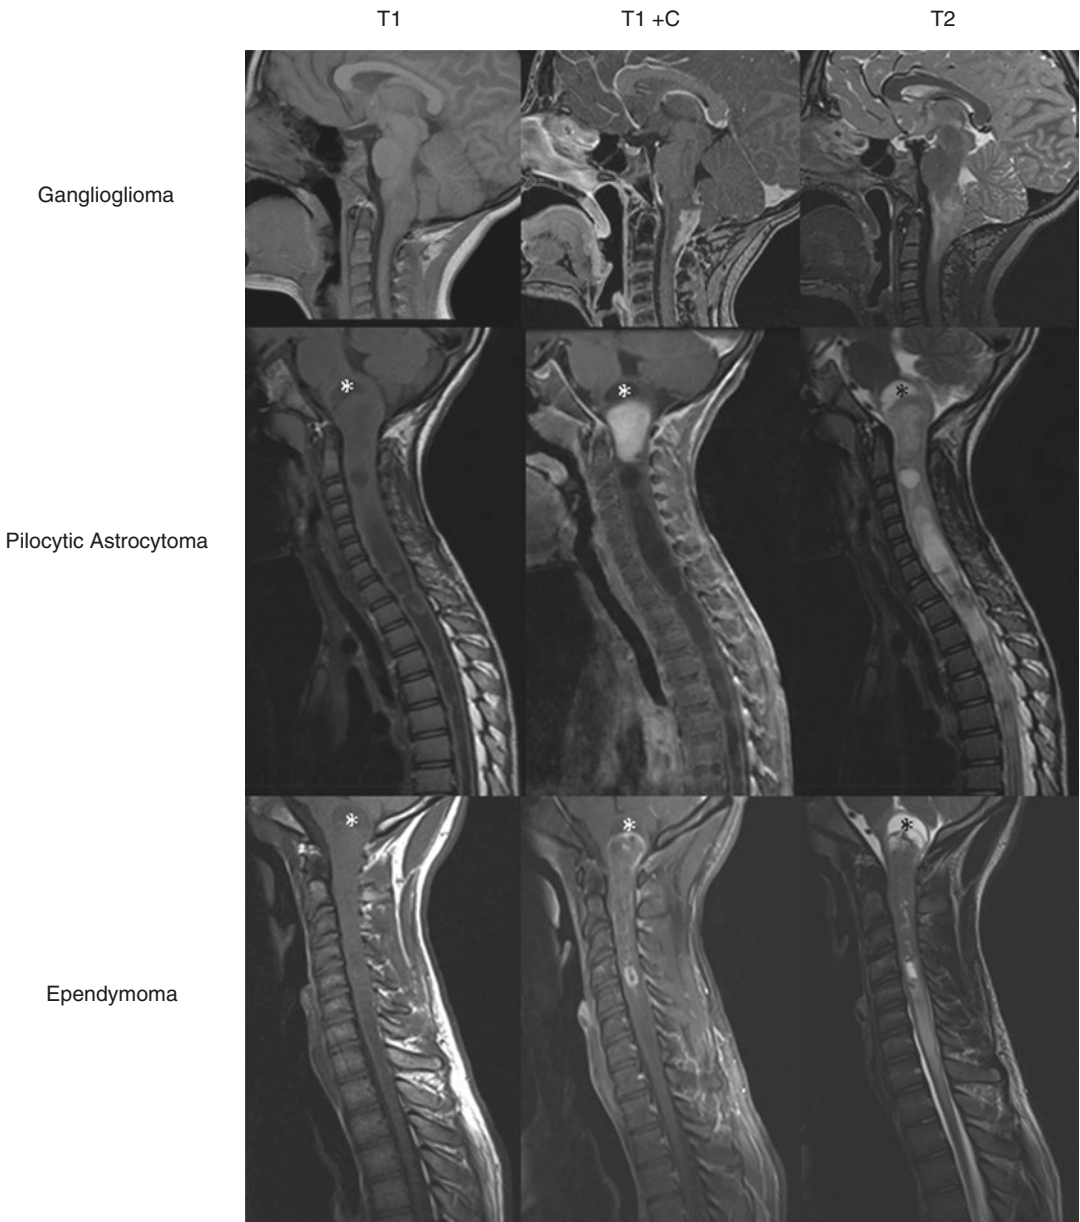 T1 T1 +C T2
Ganglioglioma
* * *
Pilocytic Astrocytoma
* * *
Ependymoma